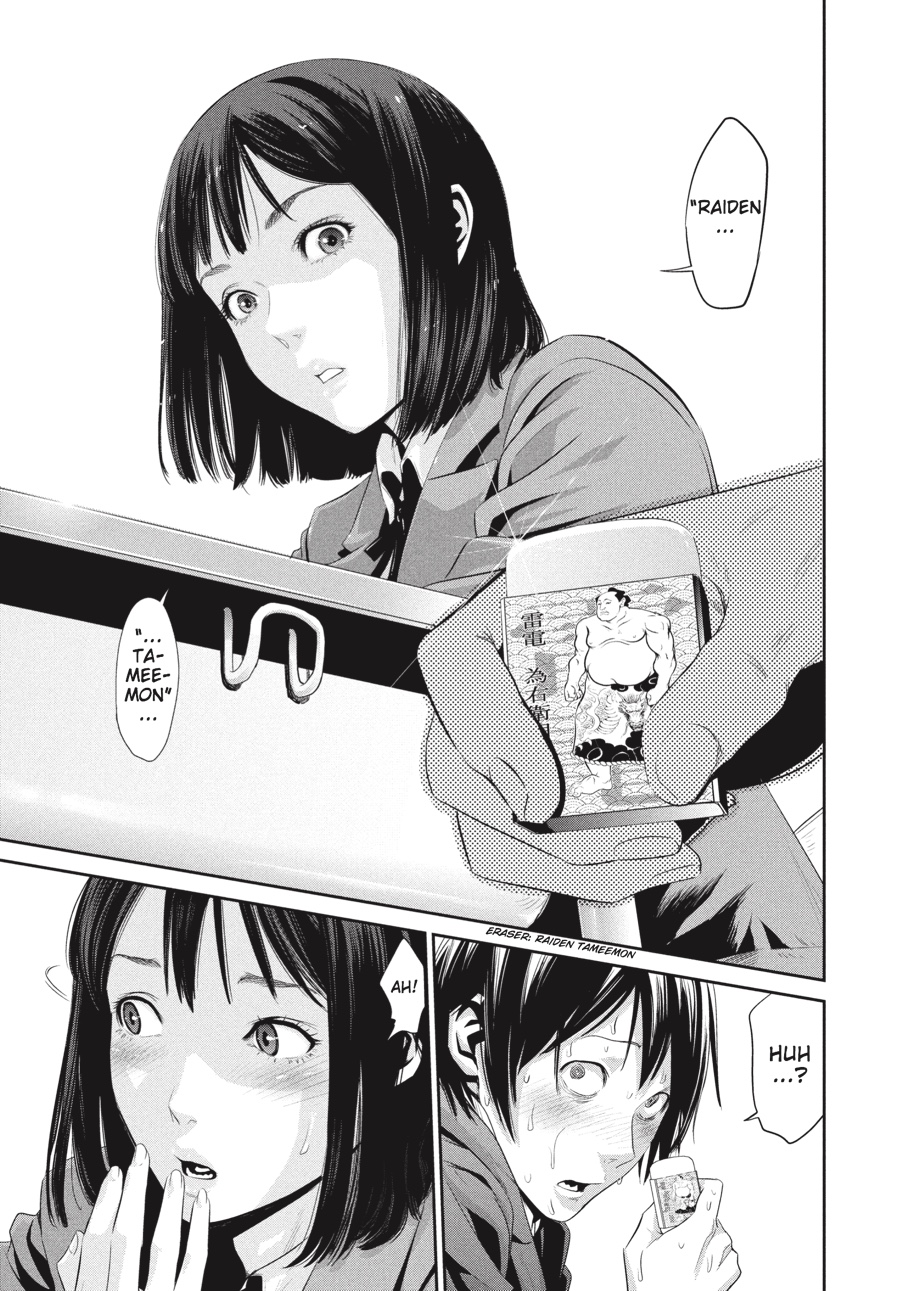 "RAIDEN
...
雷電 為右衛門
"...
TA-
MEE-
MON"
...
ERASER: RAIDEN TAMEEMON
HUH
...?
AH!